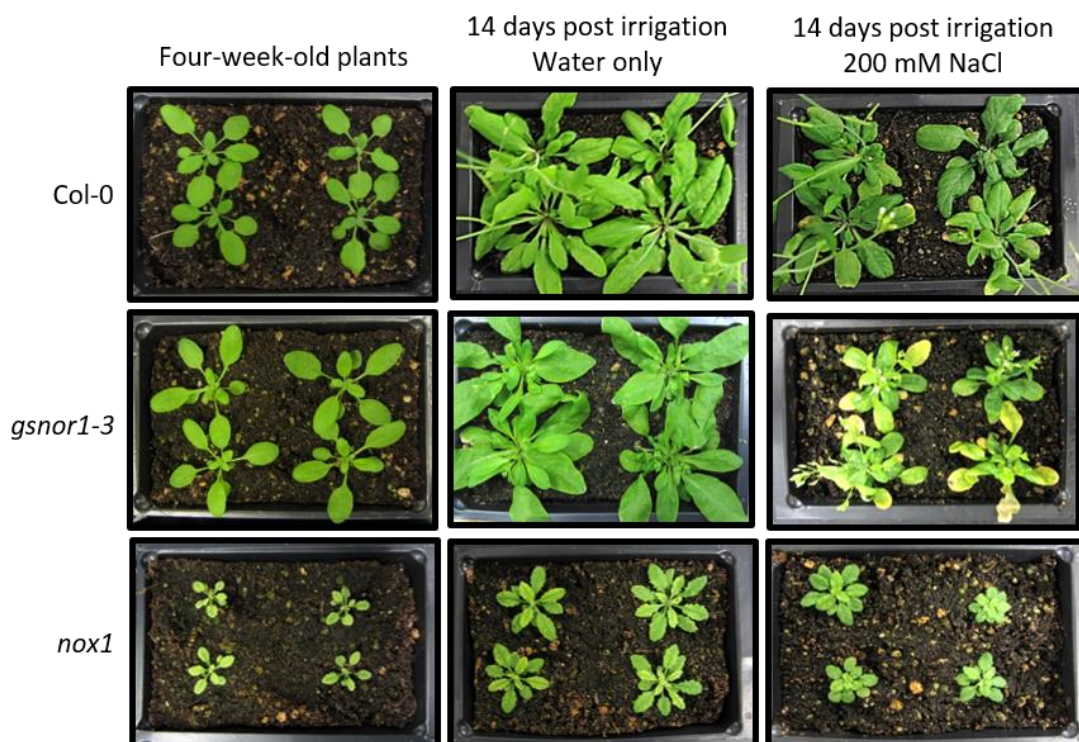 Four-week-old plants
14 days post irrigation
Water only
14 days post irrigation
200 mM NaCl
Col-0
gsnor1-3
nox1